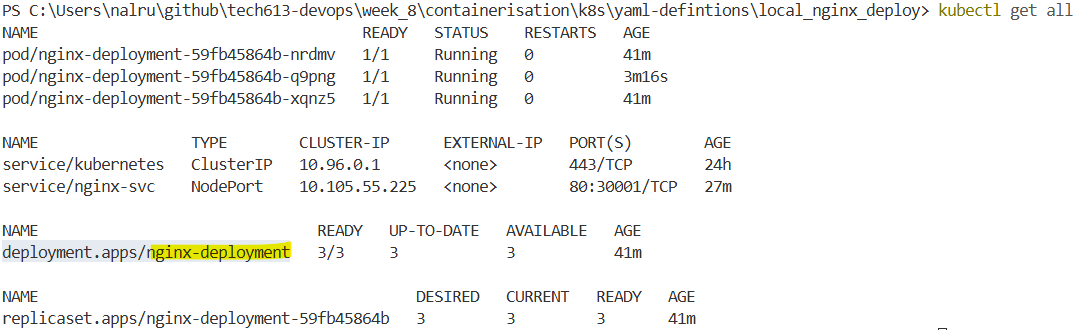 PS C:\Users\nalru\github\tech613-devops\week_8\containerisation\k8s\yaml-defintions\local_nginx_deploy> kubectl get all
NAME READY STATUS RESTARTS AGE
pod/nginx-deployment-59fb45864b-nrdmv 1/1 Running 0 41m
pod/nginx-deployment-59fb45864b-q9png 1/1 Running 0 3m16s
pod/nginx-deployment-59fb45864b-xqnz5 1/1 Running 0 41m
NAME TYPE CLUSTER-IP EXTERNAL-IP PORT(S) AGE
service/kubernetes ClusterIP 10.96.0.1 <none> 443/TCP 24h
service/nginx-svc NodePort 10.105.55.225 <none> 80:30001/TCP 27m
NAME READY UP-TO-DATE AVAILABLE AGE
deployment.apps/nginx-deployment 3/3 3 3 41m
NAME DESIRED CURRENT READY AGE
replicaset.apps/nginx-deployment-59fb45864b 3 3 3 41m